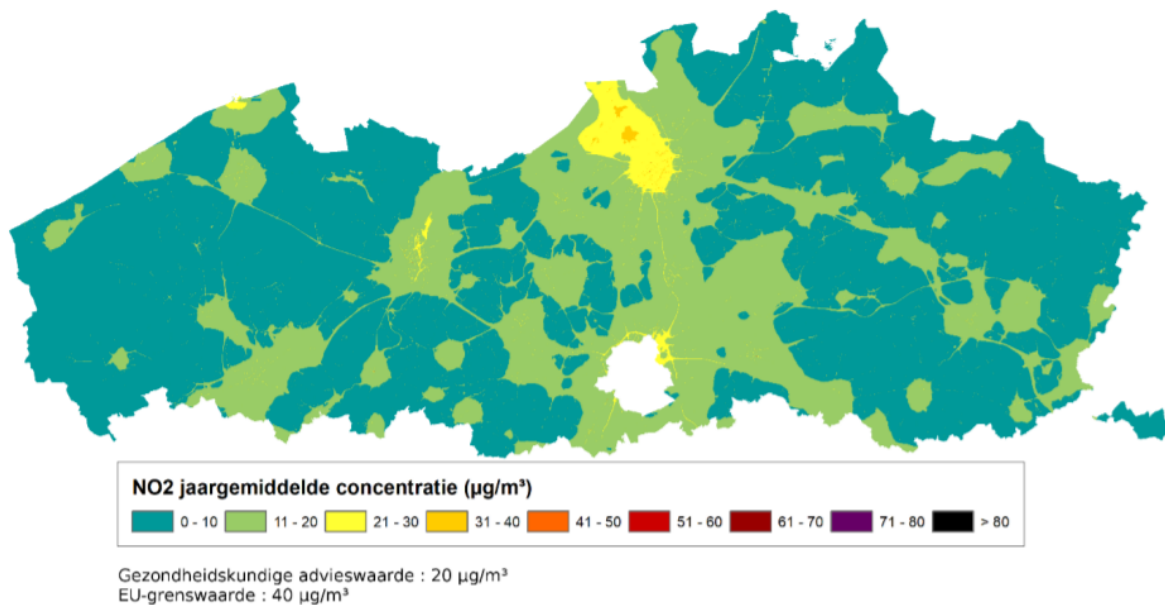 NO2 jaargemiddelde concentratie (µg/m³)
0 - 10 11 - 20 21 - 30 31 - 40 41 - 50 51 - 60 61 - 70 71 - 80 > 80
Gezondheidskundige advieswaarde : 20 µg/m³
EU-grenswaarde : 40 µg/m³